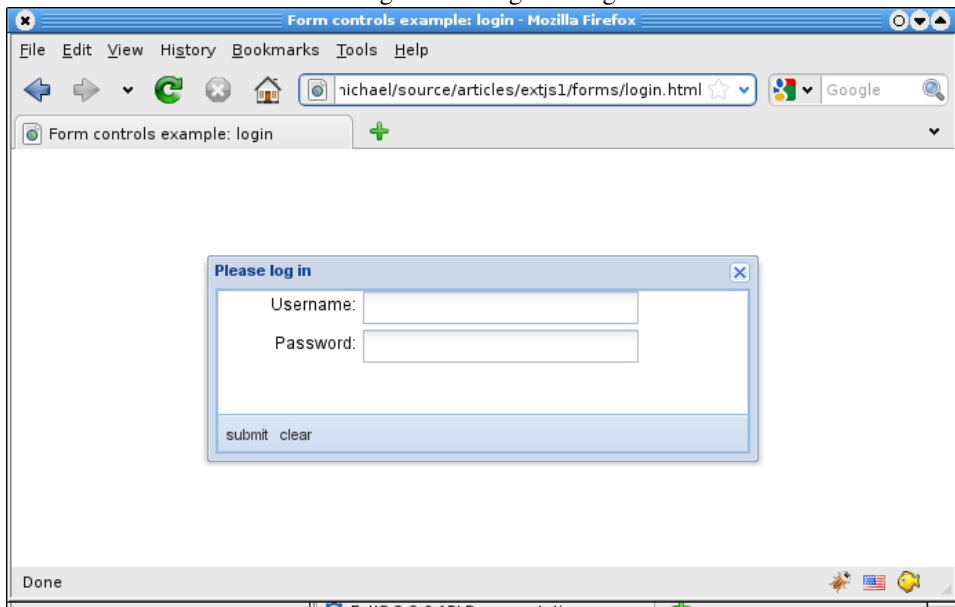 Form controls example: login - Mozilla Firefox
File Edit View History Bookmarks Tools Help
nichael/source/articles/extjs1/forms/login.html Google
Form controls example: login
Please log in
Username:
Password:
submit clear
Done